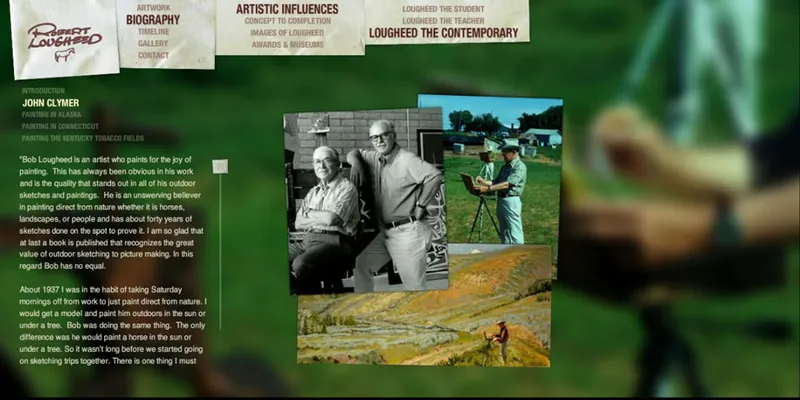 ROBERT
LOUGHEED
ARTWORK
BIOGRAPHY
TIMELINE
GALLERY
CONTACT
ARTISTIC INFLUENCES
CONCEPT TO COMPLETION
IMAGES OF LOUGHEED
AWARDS & MUSEUMS
LOUGHEED THE STUDENT
LOUGHEED THE TEACHER
LOUGHEED THE CONTEMPORARY
INTRODUCTION
JOHN CLYMER
PAINTING IN ALASKA
PAINTING IN CONNECTICUT
PAINTING THE KENTUCKY TOBACCO FIELDS
"Bob Lougheed is an artist who paints for the joy of
painting. This has always been obvious in his work
and is the quality that stands out in all of his outdoor
sketches and paintings. He is an unswerving believer
in painting direct from nature whether it is horses,
landscapes, or people and has about forty years of
sketches done on the spot to prove it. I am so glad that
at last a book is published that recognizes the great
value of outdoor sketching to picture making. In this
regard Bob has no equal.
About 1937 I was in the habit of taking Saturday
mornings off from work to just paint direct from nature. I
would get a model and paint him outdoors in the sun or
under a tree. Bob was doing the same thing. The only
difference was he would paint a horse in the sun or
under a tree. So it wasn't long before we started going
on sketching trips together. There is one thing I must